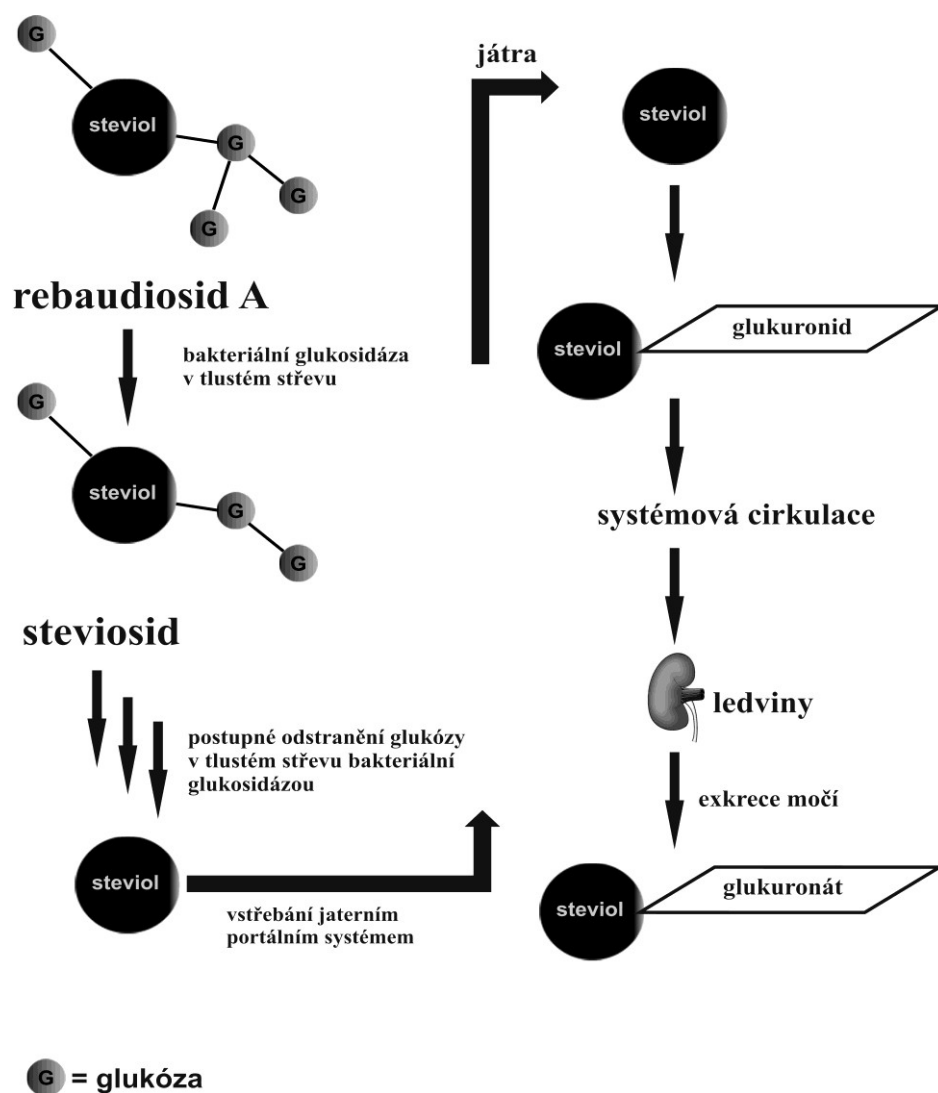 G
steviol
G
G
G
rebaudiosid A
bakteriální glukosidáza
v tlustém střevu
G
steviol
G
G
steviosid
postupné odstranění glukózy
v tlustém střevu bakteriální
glukosidázou
steviol
vstřebání jaterním
portálním systémem
játra
steviol
steviol
glukuronid
systémová cirkulace
ledviny
exkrece močí
steviol
glukuronát
G = glukóza